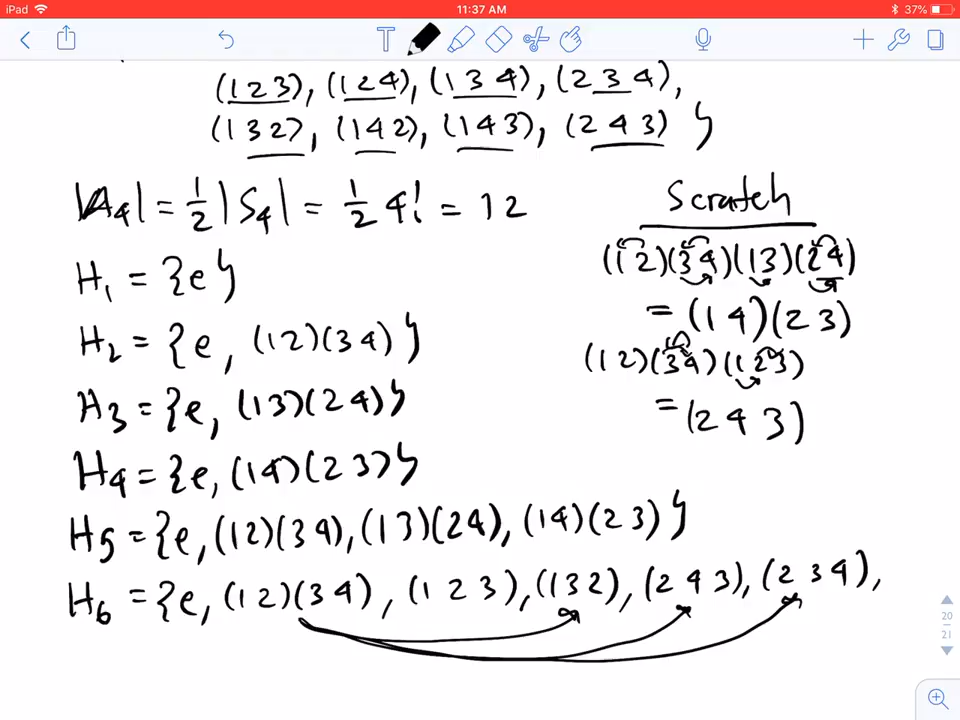 iPad 11:37 AM 37%
T
(1 2 3), (1 2 4), (1 3 4), (2 3 4),
(1 3 2), (1 4 2), (1 4 3), (2 4 3) }
|A4| = 1/2 |S4| = 1/2 4! = 12
Scratch
(1 2)(3 4)(1 3)(2 4)
= (1 4)(2 3)
(1 2)(3 4)(1 2 3)
= (2 4 3)
H1 = {e}
H2 = {e, (1 2)(3 4)}
H3 = {e, (1 3)(2 4)}
H4 = {e, (1 4)(2 3)}
H5 = {e, (1 2)(3 4), (1 3)(2 4), (1 4)(2 3)}
H6 = {e, (1 2)(3 4), (1 2 3), (1 3 2), (2 4 3), (2 3 4),
20
21